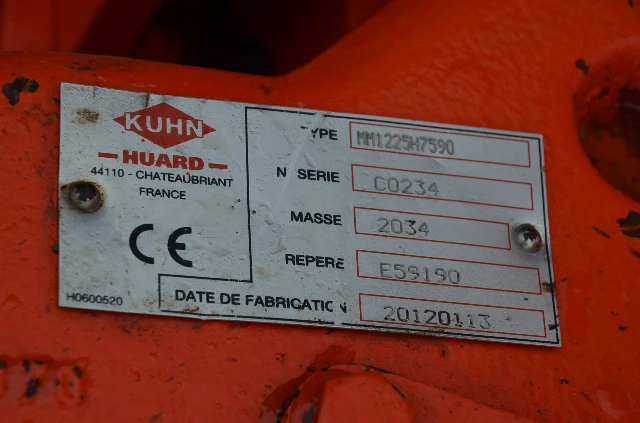 KUHN
HUARD
44110 - CHATEAUBRIANT
FRANCE
CE
H0600520
TYPE MM1225H7590
N SERIE C0234
MASSE 2034
REPERE E59190
DATE DE FABRICATION 20120113